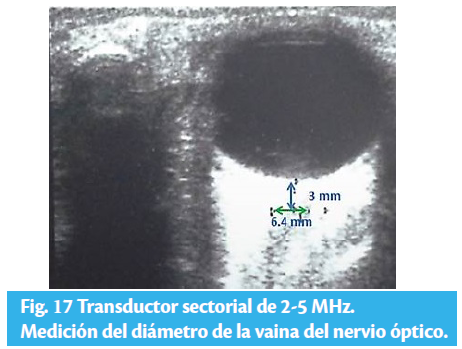 3 mm
6.4 mm
Fig. 17 Transductor sectorial de 2-5 MHz.
Medición del diámetro de la vaina del nervio óptico.